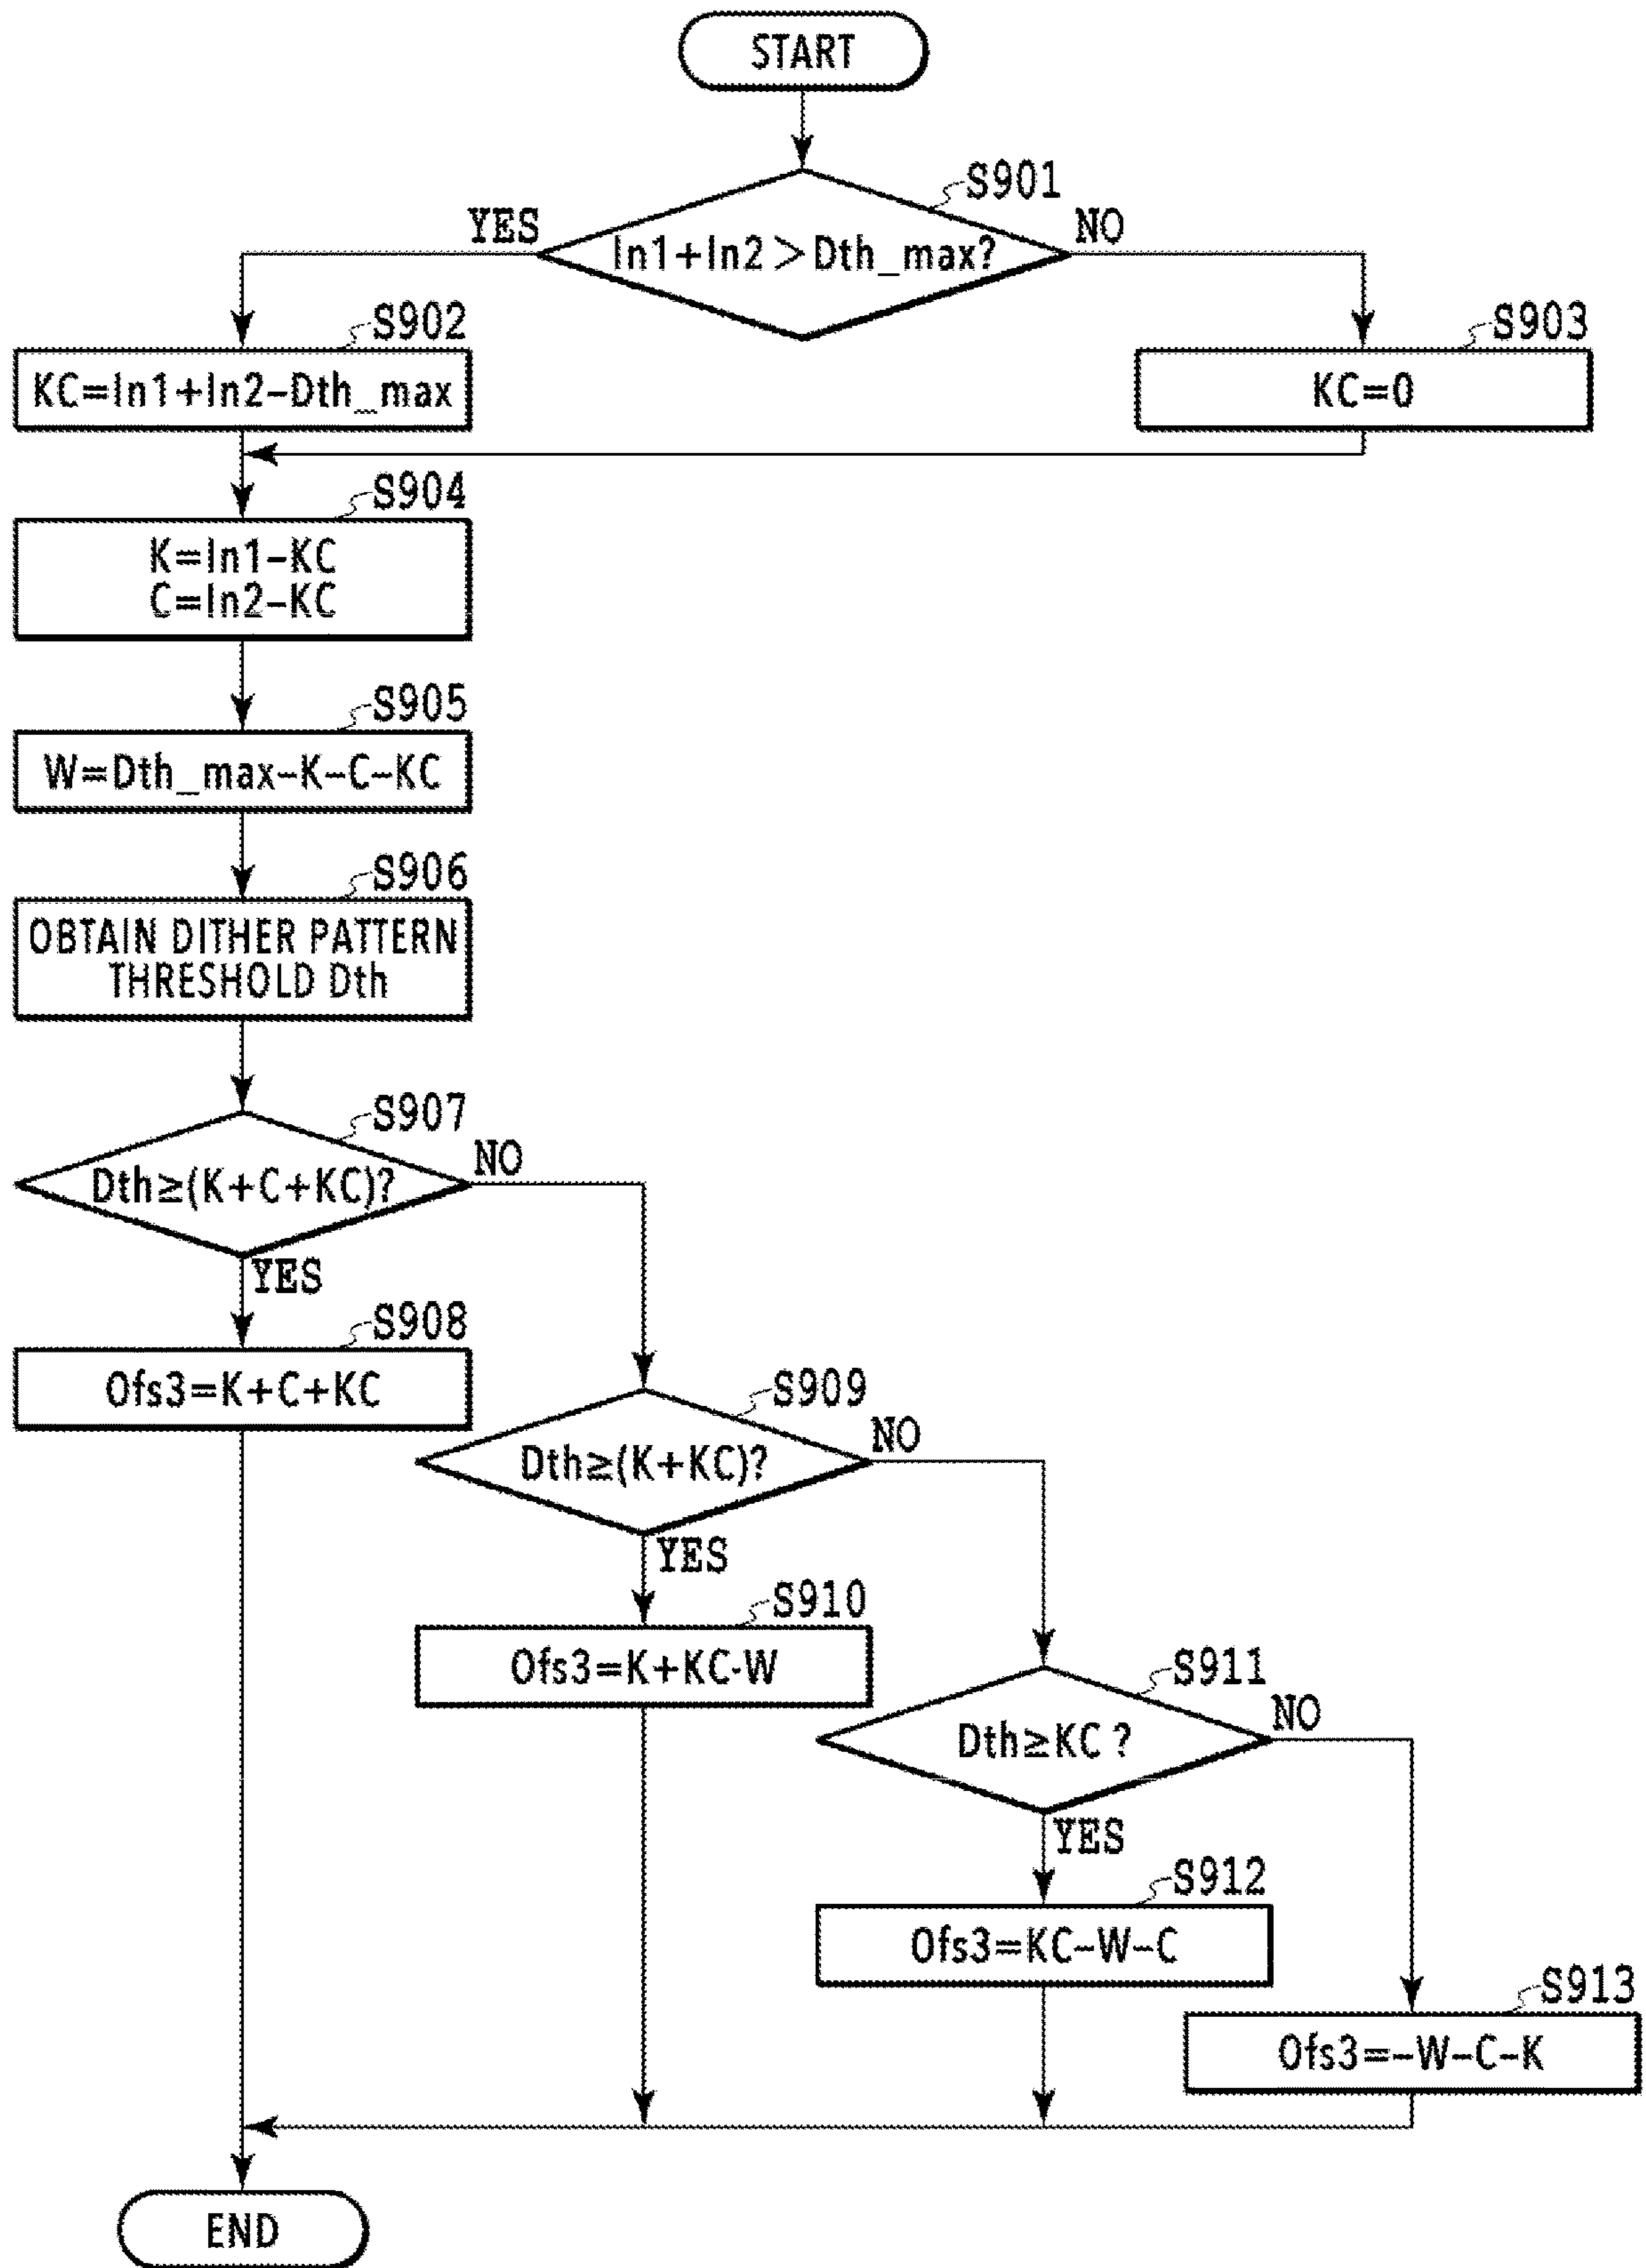 START
S901
YES
NO
In1+In2＞Dth_max?
S902
S903
KC=In1+In2–Dth_max
KC=0
S904
K=In1–KC
C=In2–KC
S905
W=Dth_max–K–C–KC
S906
OBTAIN DITHER PATTERN
THRESHOLD Dth
S907
NO
Dth≥(K+C+KC)?
YES
S908
Ofs3=K+C+KC
S909
NO
Dth≥(K+KC)?
YES
S910
Ofs3=K+KC-W
S911
NO
Dth≥KC ?
YES
S912
Ofs3=KC–W–C
S913
Ofs3=–W–C–K
END